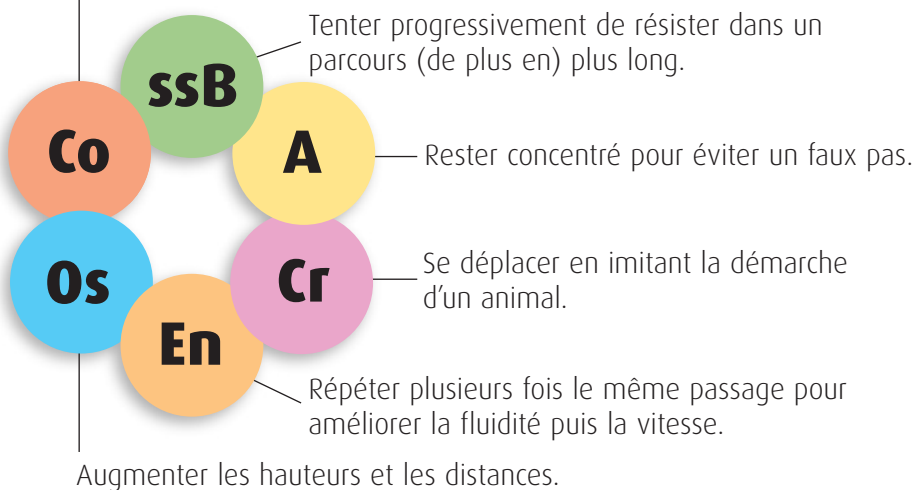 Tenter progressivement de résister dans un
parcours (de plus en) plus long.
ssB
Co
A
Rester concentré pour éviter un faux pas.
Os
Cr
Se déplacer en imitant la démarche
d’un animal.
En
Répéter plusieurs fois le même passage pour
améliorer la fluidité puis la vitesse.
Augmenter les hauteurs et les distances.